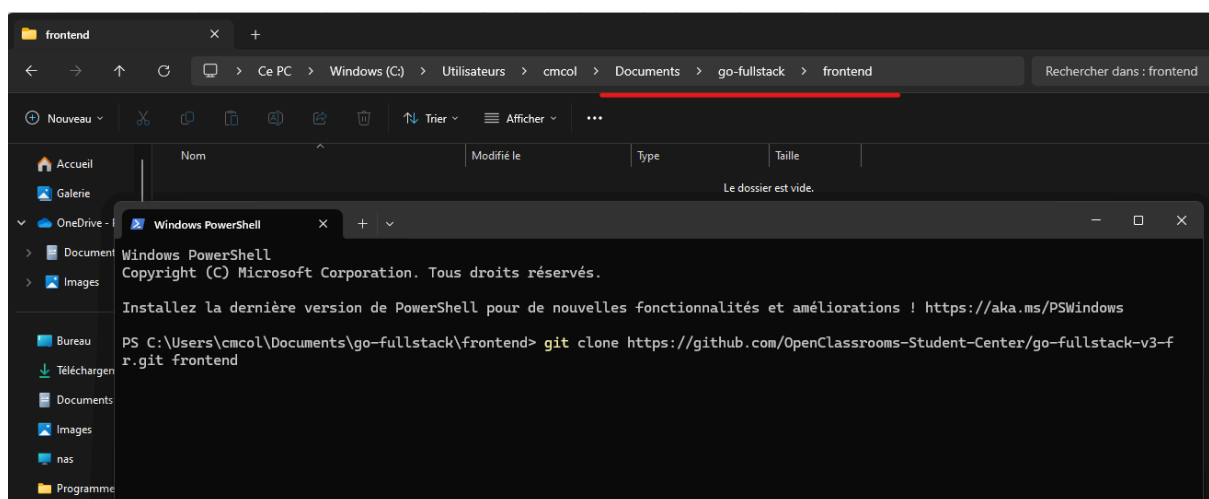 frontend
Ce PC > Windows (C:) > Utilisateurs > cmcol > Documents > go-fullstack > frontend
Rechercher dans : frontend
Nouveau
Trier
Afficher
Nom
Modifié le
Type
Taille
Accueil
Le dossier est vide.
Galerie
OneDrive -
Document
Images
Bureau
Téléchargen
Documents
Images
nas
Programme
Windows PowerShell
Windows PowerShell
Copyright (C) Microsoft Corporation. Tous droits réservés.
Installez la dernière version de PowerShell pour de nouvelles fonctionnalités et améliorations ! https://aka.ms/PSWindows
PS C:\Users\cmcol\Documents\go-fullstack\frontend> git clone https://github.com/OpenClassrooms-Student-Center/go-fullstack-v3-f
r.git frontend